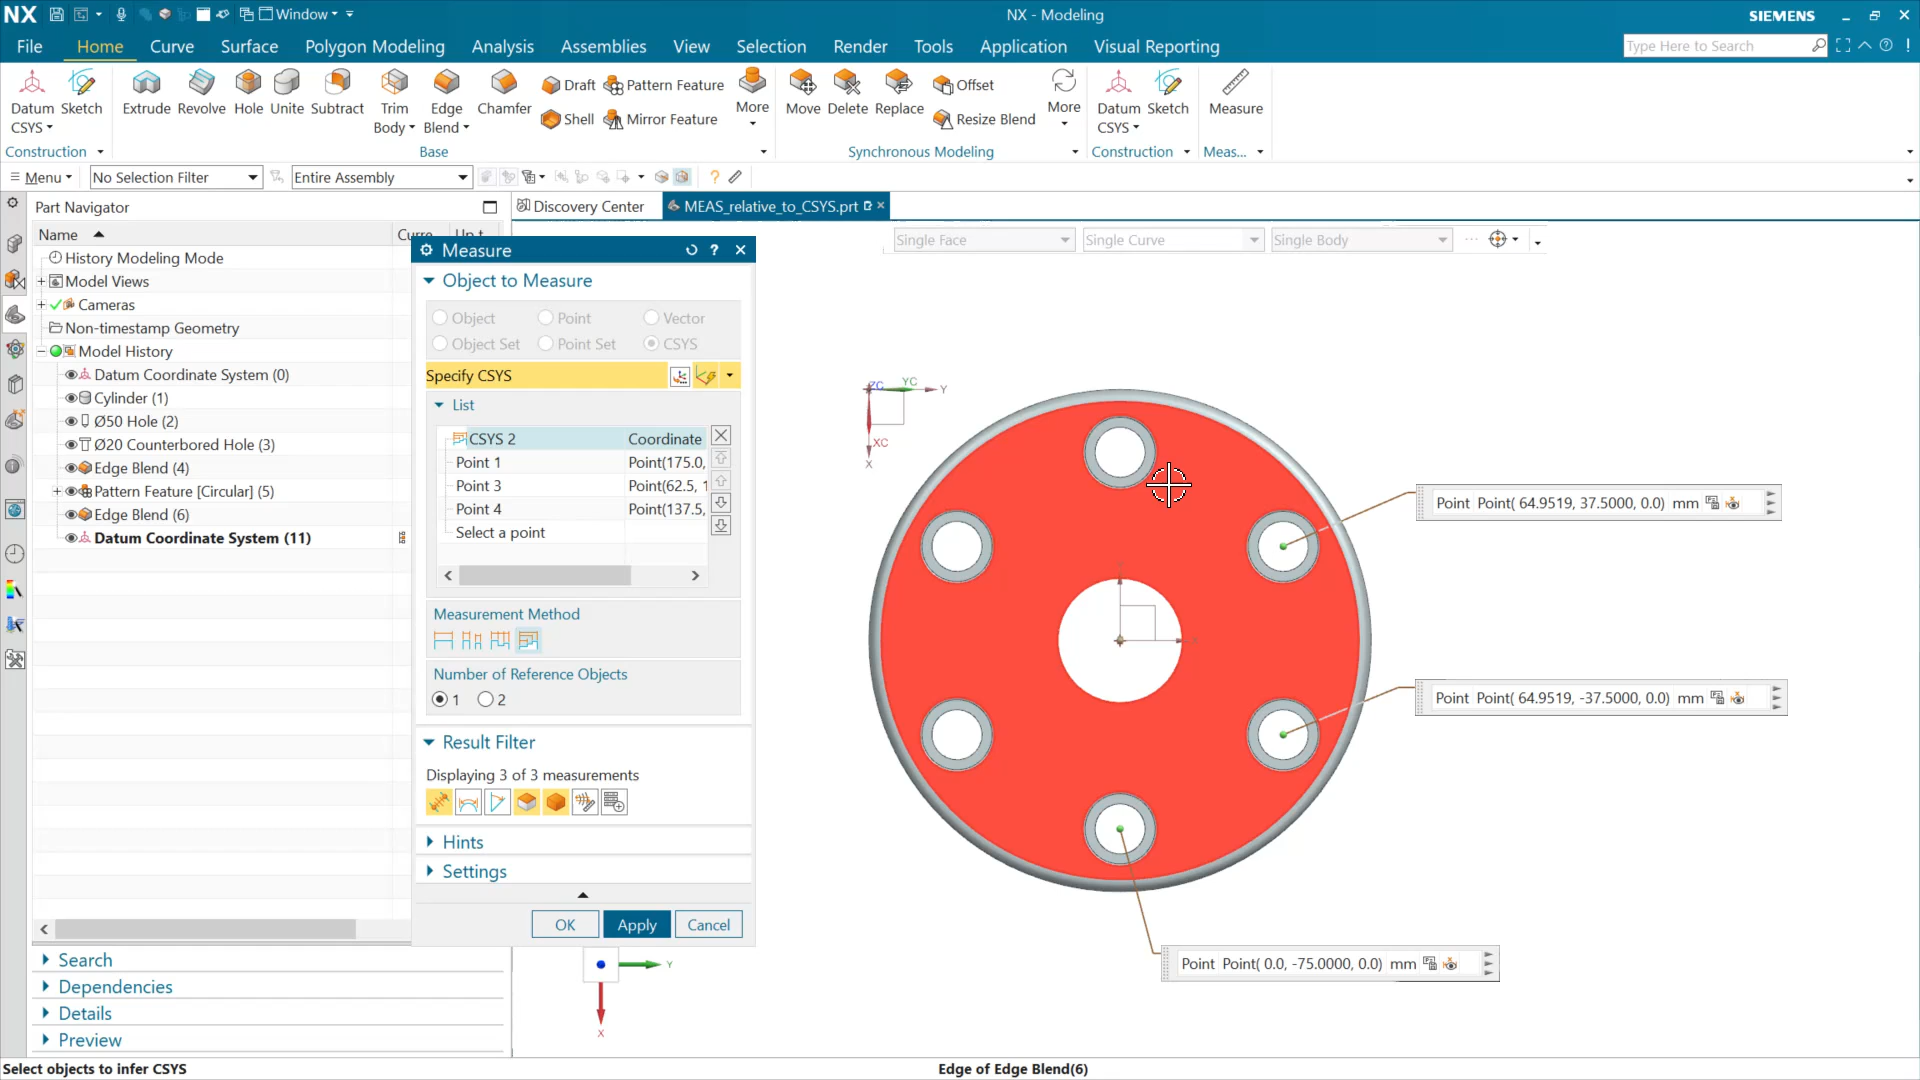 NX
Window
NX - Modeling
SIEMENS
File
Home
Curve
Surface
Polygon Modeling
Analysis
Assemblies
View
Selection
Render
Tools
Application
Visual Reporting
Type Here to Search
Datum CSYS
Sketch
Extrude
Revolve
Hole
Unite
Subtract
Trim Body
Edge Blend
Chamfer
Draft
Shell
Pattern Feature
Mirror Feature
More
Move
Delete
Replace
Offset
Resize Blend
More
Datum CSYS
Sketch
Measure
Construction
Base
Synchronous Modeling
Construction
Meas...
Menu
No Selection Filter
Entire Assembly
Part Navigator
Discovery Center
MEAS_relative_to_CSYS.prt
Single Face
Single Curve
Single Body
Name
Curre
Up t
History Modeling Mode
Model Views
Cameras
Non-timestamp Geometry
Model History
Datum Coordinate System (0)
Cylinder (1)
Ø50 Hole (2)
Ø20 Counterbored Hole (3)
Edge Blend (4)
Pattern Feature [Circular] (5)
Edge Blend (6)
Datum Coordinate System (11)
Search
Dependencies
Details
Preview
Measure
Object to Measure
Object
Point
Vector
Object Set
Point Set
CSYS
Specify CSYS
List
CSYS 2 Coordinate
Point 1 Point(175.0,
Point 3 Point(62.5, 1
Point 4 Point(137.5,
Select a point
Measurement Method
Number of Reference Objects
1
2
Result Filter
Displaying 3 of 3 measurements
Hints
Settings
OK
Apply
Cancel
ZC
YC
Y
XC
X
Point Point( 64.9519, 37.5000, 0.0) mm
Point Point( 64.9519, -37.5000, 0.0) mm
Point Point( 0.0, -75.0000, 0.0) mm
Y
X
Select objects to infer CSYS
Edge of Edge Blend(6)